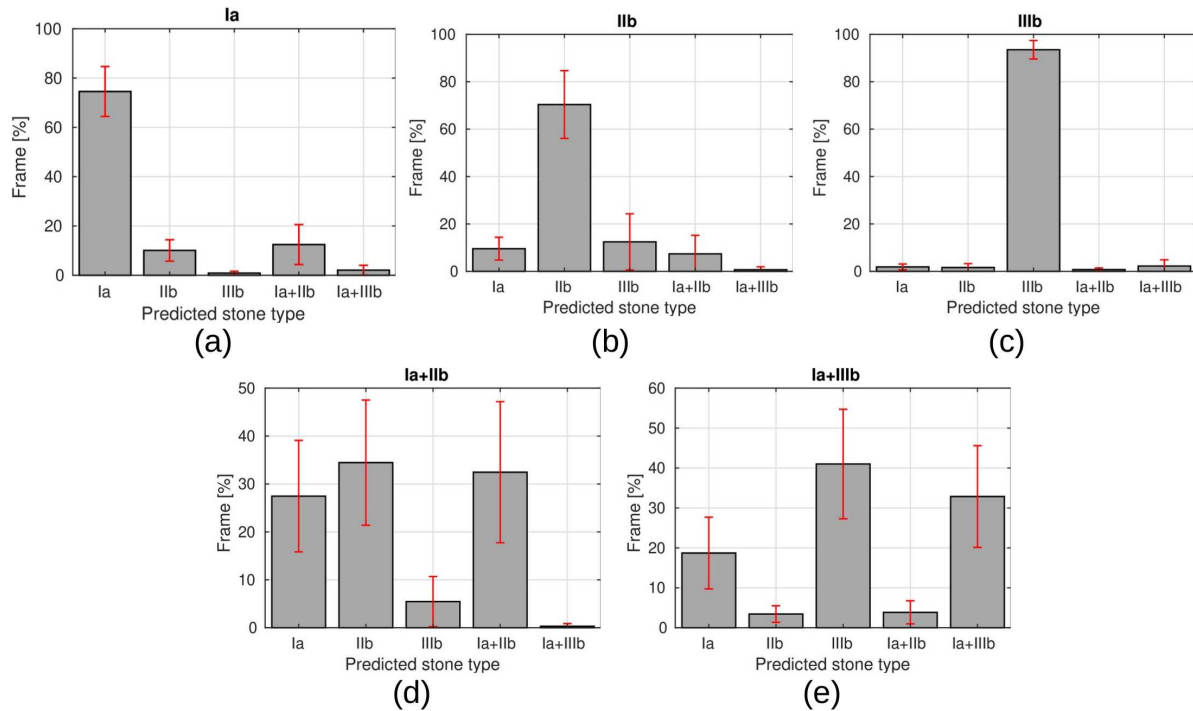 Ia
Frame [%]
100
80
60
40
20
0
Ia IIb IIIb Ia+IIb Ia+IIIb
Predicted stone type
(a)
IIb
Frame [%]
100
80
60
40
20
0
Ia IIb IIIb Ia+IIb Ia+IIIb
Predicted stone type
(b)
IIIb
Frame [%]
100
80
60
40
20
0
Ia IIb IIIb Ia+IIb Ia+IIIb
Predicted stone type
(c)
Ia+IIb
Frame [%]
50
40
30
20
10
0
Ia IIb IIIb Ia+IIb Ia+IIIb
Predicted stone type
(d)
Ia+IIIb
Frame [%]
60
50
40
30
20
10
0
Ia IIb IIIb Ia+IIb Ia+IIIb
Predicted stone type
(e)